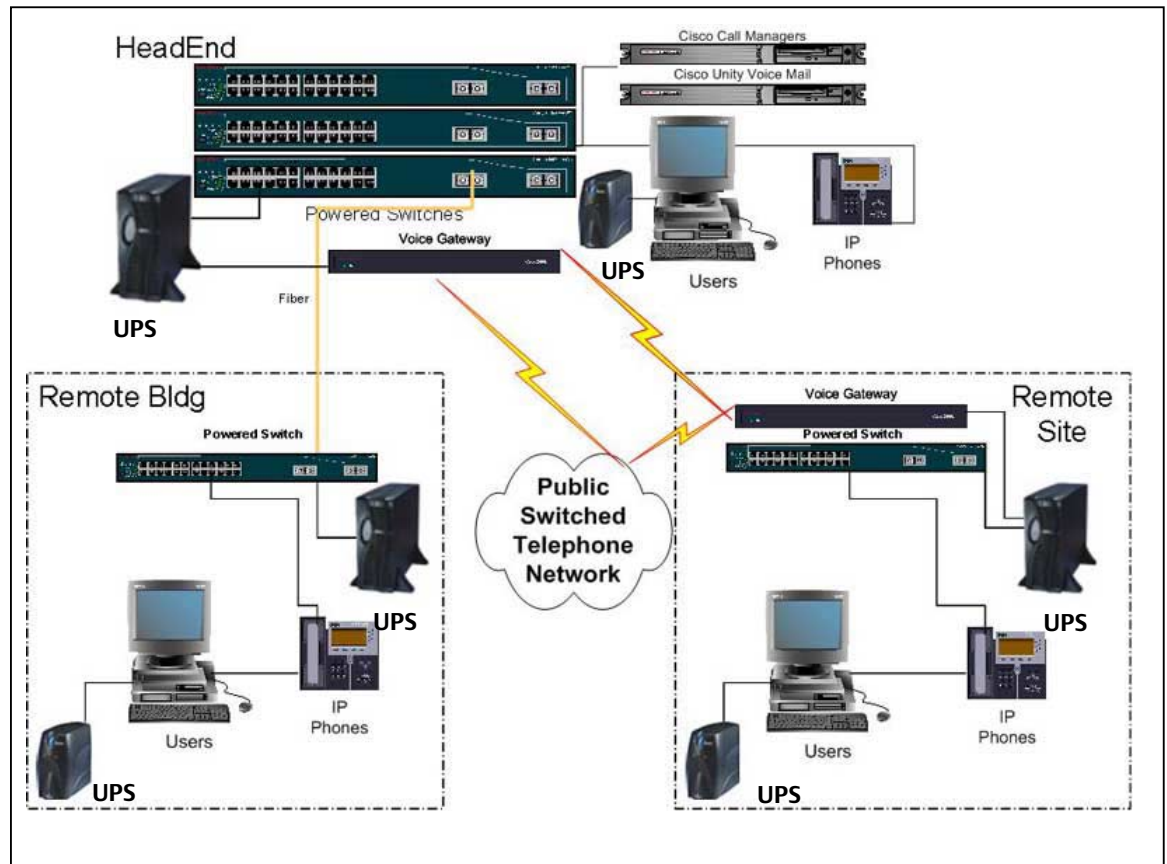 HeadEnd
Cisco Call Managers
Cisco Unity Voice Mail
Powered Switches
Voice Gateway
UPS
Users
IP
Phones
Fiber
UPS
Remote Bldg
Powered Switch
UPS
IP
Phones
Users
UPS
Public
Switched
Telephone
Network
Voice Gateway
Remote
Site
Powered Switch
UPS
IP
Phones
Users
UPS